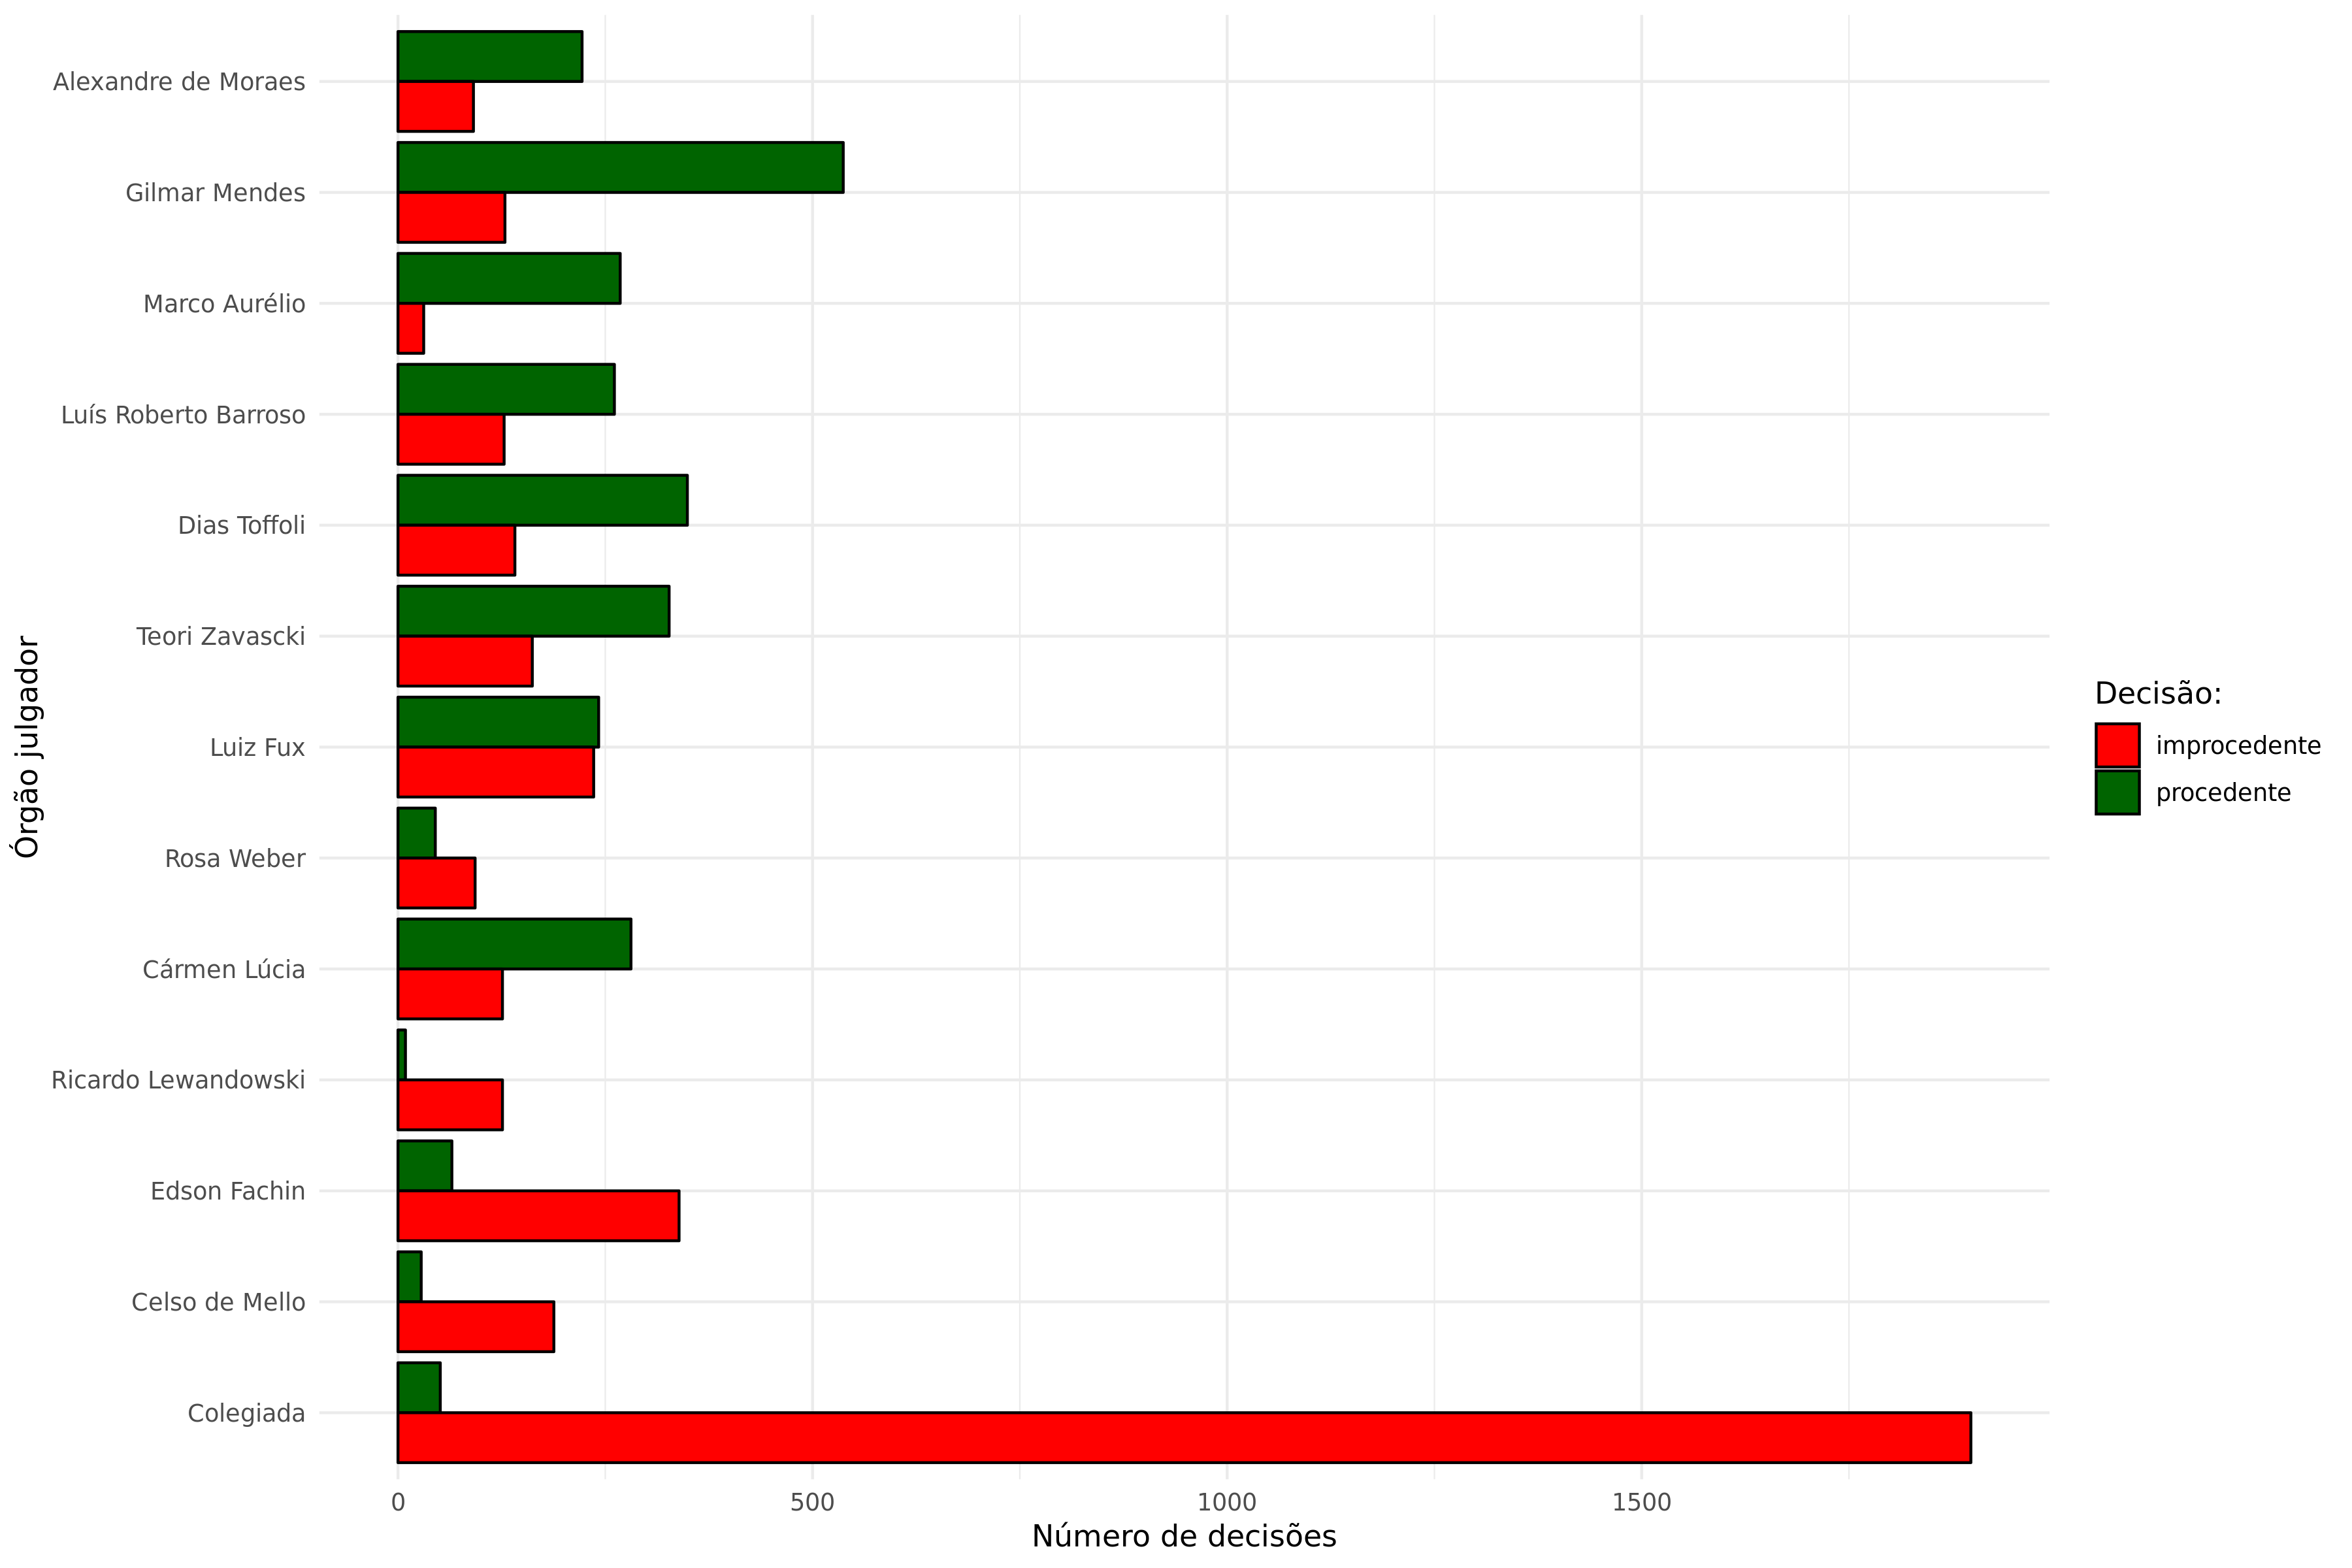 Alexandre de Moraes
Gilmar Mendes
Marco Aurélio
Luís Roberto Barroso
Dias Toffoli
Teori Zavascki
Luiz Fux
Rosa Weber
Cármen Lúcia
Ricardo Lewandowski
Edson Fachin
Celso de Mello
Colegiada
Órgão julgador
0 500 1000 1500
Número de decisões
Decisão:
improcedente
procedente